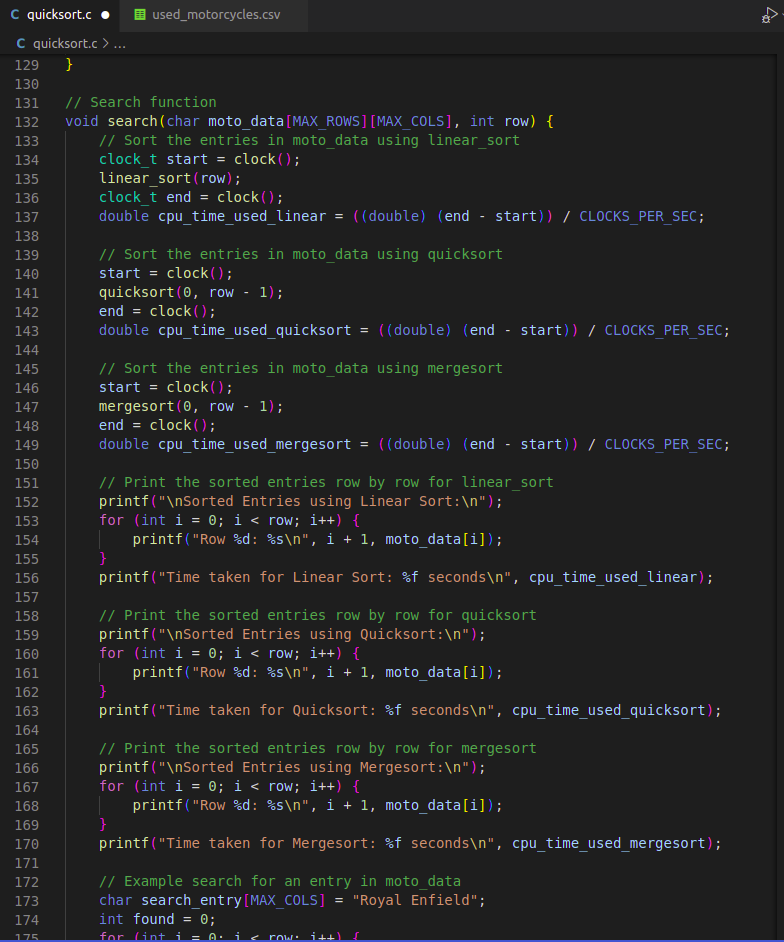 C quicksort.c ● used_motorcycles.csv
C quicksort.c > ...
129 }
130
131 // Search function
132 void search(char moto_data[MAX_ROWS][MAX_COLS], int row) {
133     // Sort the entries in moto_data using linear_sort
134     clock_t start = clock();
135     linear_sort(row);
136     clock_t end = clock();
137     double cpu_time_used_linear = ((double) (end - start)) / CLOCKS_PER_SEC;
138
139     // Sort the entries in moto_data using quicksort
140     start = clock();
141     quicksort(0, row - 1);
142     end = clock();
143     double cpu_time_used_quicksort = ((double) (end - start)) / CLOCKS_PER_SEC;
144
145     // Sort the entries in moto_data using mergesort
146     start = clock();
147     mergesort(0, row - 1);
148     end = clock();
149     double cpu_time_used_mergesort = ((double) (end - start)) / CLOCKS_PER_SEC;
150
151     // Print the sorted entries row by row for linear_sort
152     printf("\nSorted Entries using Linear Sort:\n");
153     for (int i = 0; i < row; i++) {
154         printf("Row %d: %s\n", i + 1, moto_data[i]);
155     }
156     printf("Time taken for Linear Sort: %f seconds\n", cpu_time_used_linear);
157
158     // Print the sorted entries row by row for quicksort
159     printf("\nSorted Entries using Quicksort:\n");
160     for (int i = 0; i < row; i++) {
161         printf("Row %d: %s\n", i + 1, moto_data[i]);
162     }
163     printf("Time taken for Quicksort: %f seconds\n", cpu_time_used_quicksort);
164
165     // Print the sorted entries row by row for mergesort
166     printf("\nSorted Entries using Mergesort:\n");
167     for (int i = 0; i < row; i++) {
168         printf("Row %d: %s\n", i + 1, moto_data[i]);
169     }
170     printf("Time taken for Mergesort: %f seconds\n", cpu_time_used_mergesort);
171
172     // Example search for an entry in moto_data
173     char search_entry[MAX_COLS] = "Royal Enfield";
174     int found = 0;
175     for (int i = 0; i < row; i++) {